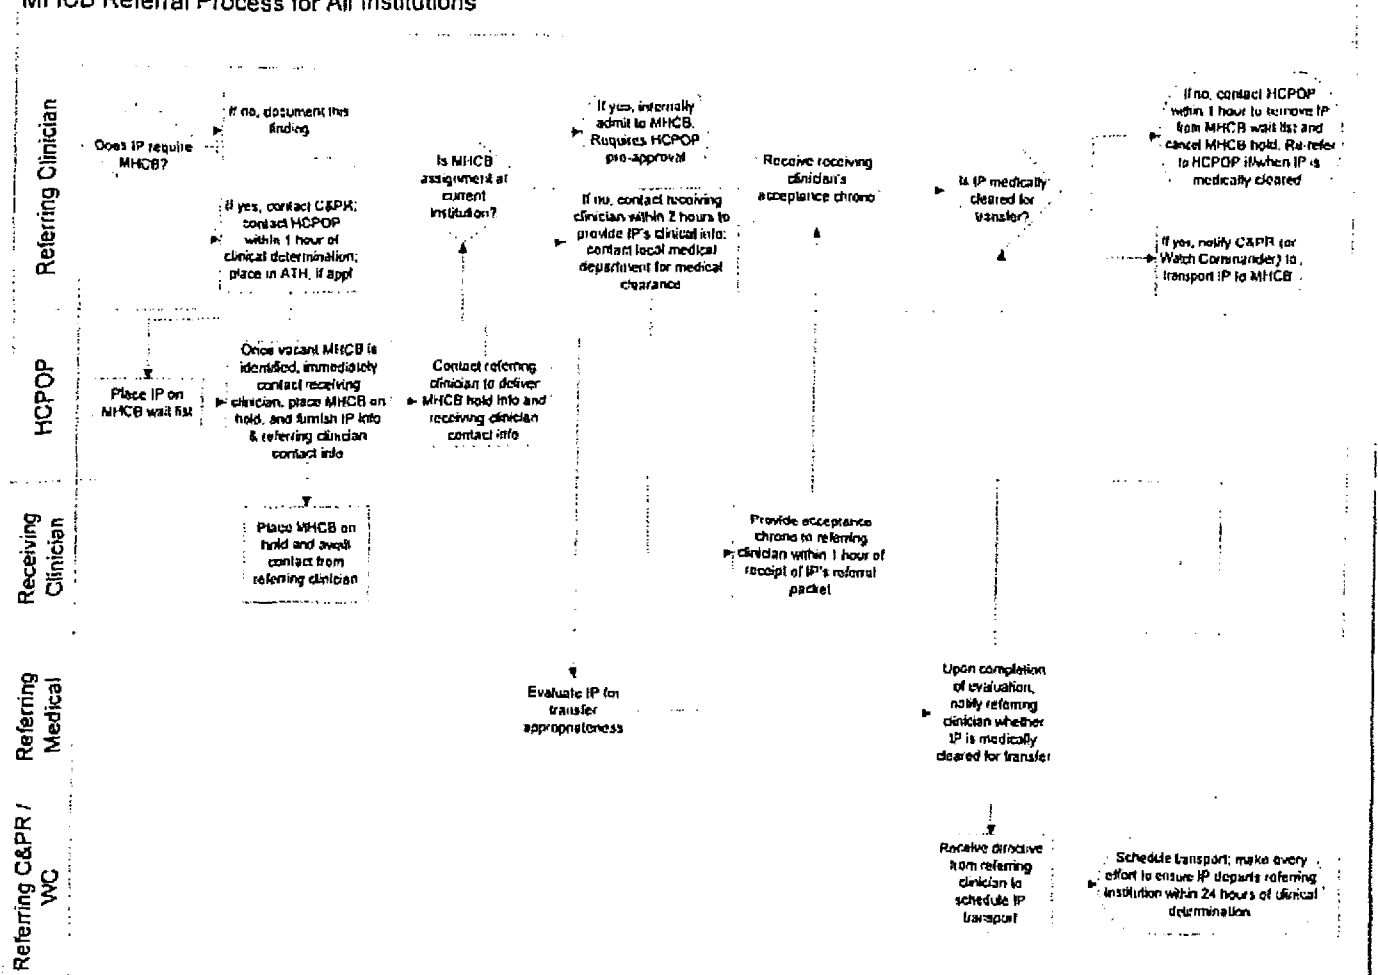 MHCB Referral Process for All Institutions
Referring Clinician
Does IP require
MHCB?
If no, document this
finding
If yes, contact C&PR;
contact HCPOP
within 1 hour of
clinical determination;
place in ATH, if appl
Is MHCB
assignment at
current
institution?
If yes, internally
admit to MHCB.
Requires HCPOP
pre-approval
If no, contact receiving
clinician within 2 hours to
provide IP's clinical info;
contact local medical
department for medical
clearance
Receive receiving
clinician's
acceptance chrono
Is IP medically
cleared for
transfer?
If no, contact HCPOP
within 1 hour to remove IP
from MHCB wait list and
cancel MHCB hold. Re-refer
to HCPOP if/when IP is
medically cleared
If yes, notify C&PR (or
Watch Commander) to
transport IP to MHCB
HCPOP
Place IP on
MHCB wait list
Once vacant MHCB is
identified, immediately
contact receiving
clinician, place MHCB on
hold, and furnish IP info
& referring clinician
contact info
Contact referring
clinician to deliver
MHCB hold info and
receiving clinician
contact info
Receiving
Clinician
Place MHCB on
hold and await
contact from
referring clinician
Provide acceptance
chrono to referring
clinician within 1 hour of
receipt of IP's referral
packet
Referring
Medical
Evaluate IP for
transfer
appropriateness
Upon completion
of evaluation,
notify referring
clinician whether
IP is medically
cleared for transfer
Referring C&PR /
WC
Receive directive
from referring
clinician to
schedule IP
transport
Schedule transport; make every
effort to ensure IP departs referring
institution within 24 hours of clinical
determination